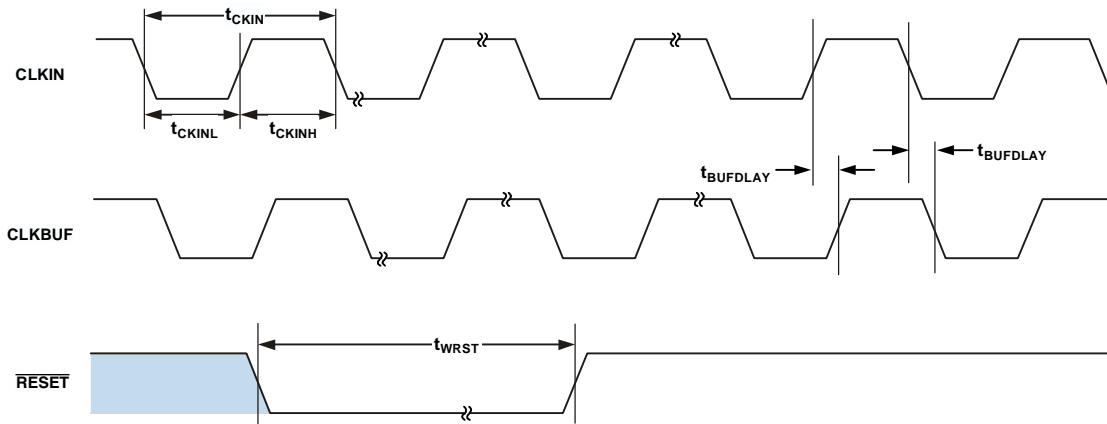 tCKIN
CLKIN
tCKINL
tCKINH
tBUFDLAY
tBUFDLAY
CLKBUF
tWRST
RESET